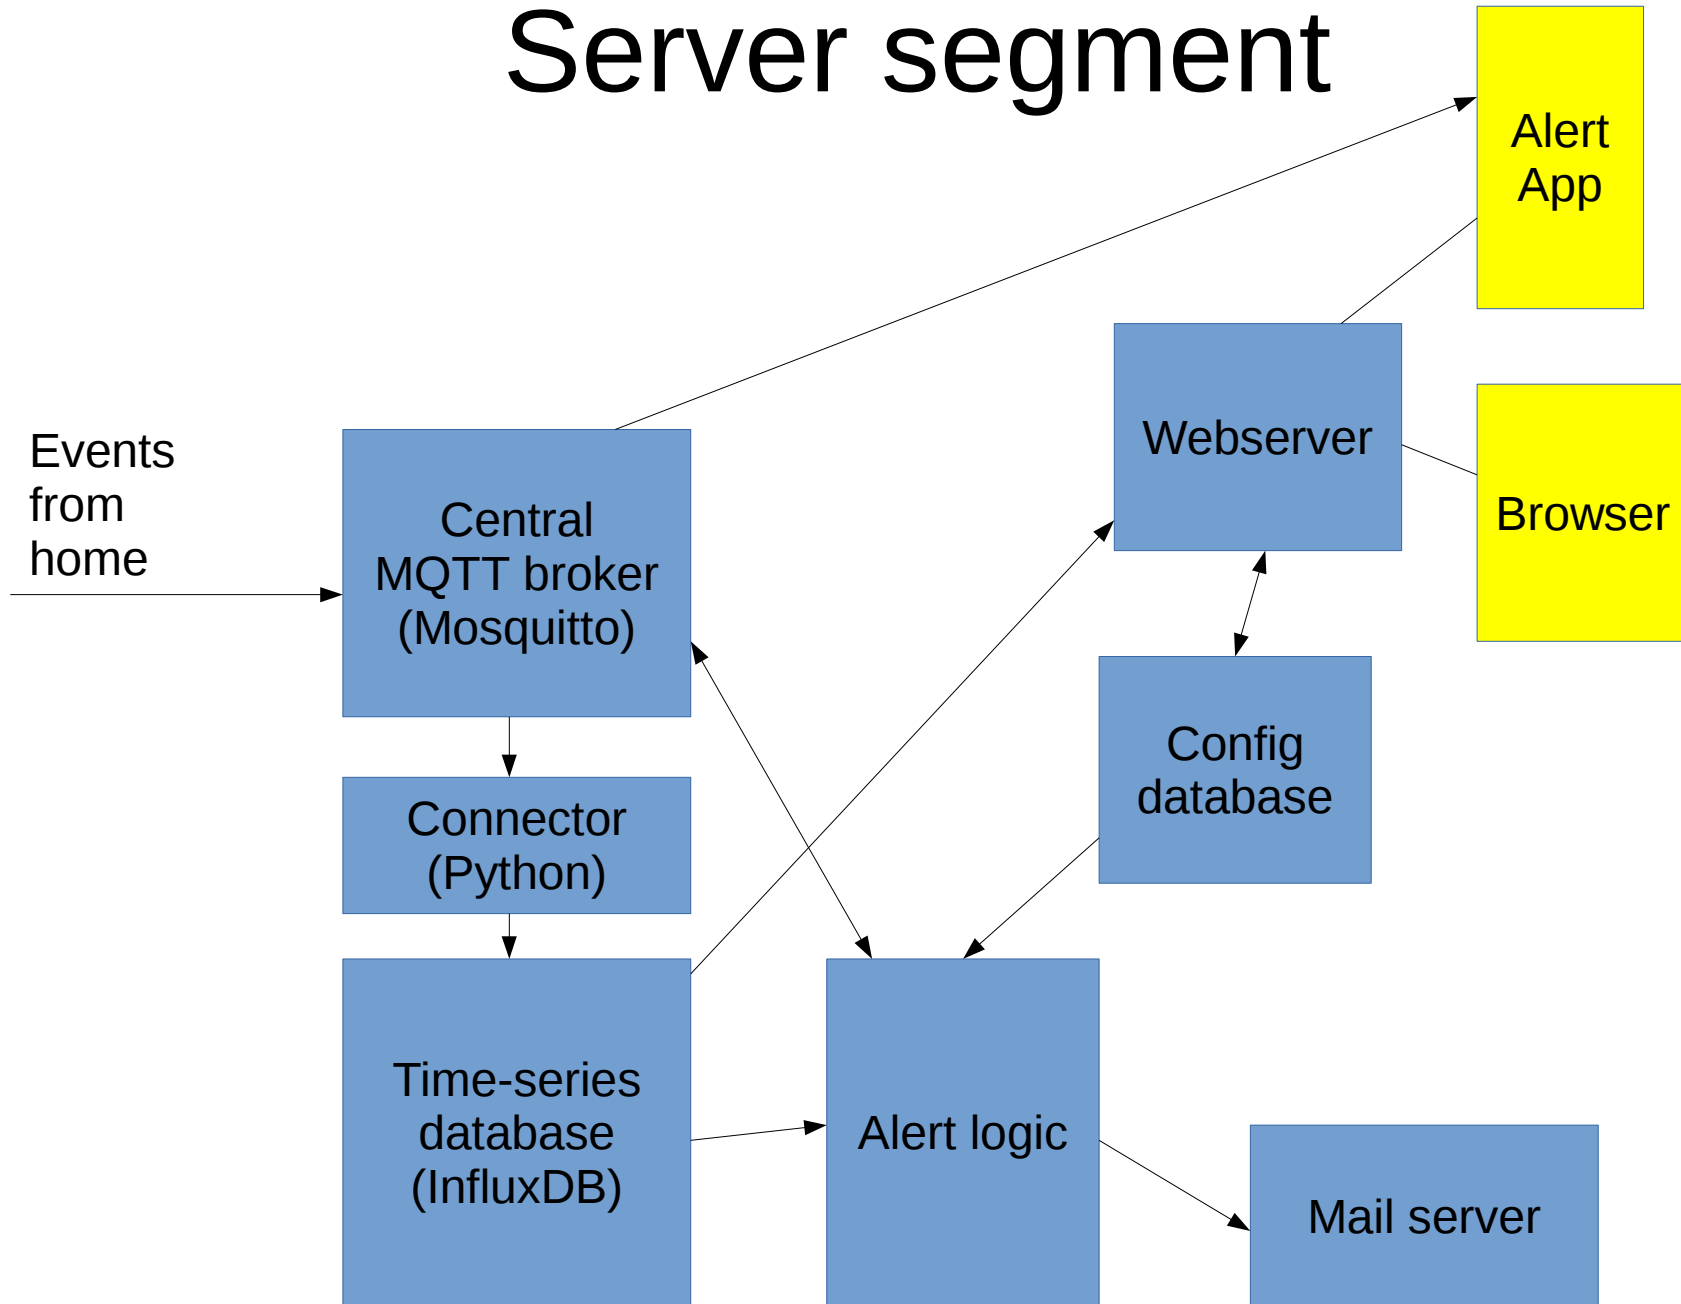 Server segment
Alert
App
Webserver
Browser
Events
from
home
Central
MQTT broker
(Mosquitto)
Config
database
Connector
(Python)
Time-series
database
(InfluxDB)
Alert logic
Mail server